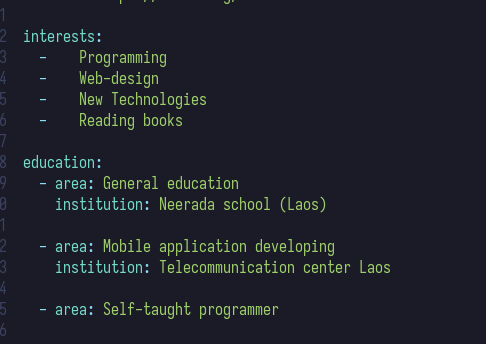 1
2 interests:
3 - Programming
4 - Web-design
5 - New Technologies
6 - Reading books
7
8 education:
9 - area: General education
0 institution: Neerada school (Laos)
1
2 - area: Mobile application developing
3 institution: Telecommunication center Laos
4
5 - area: Self-taught programmer
6